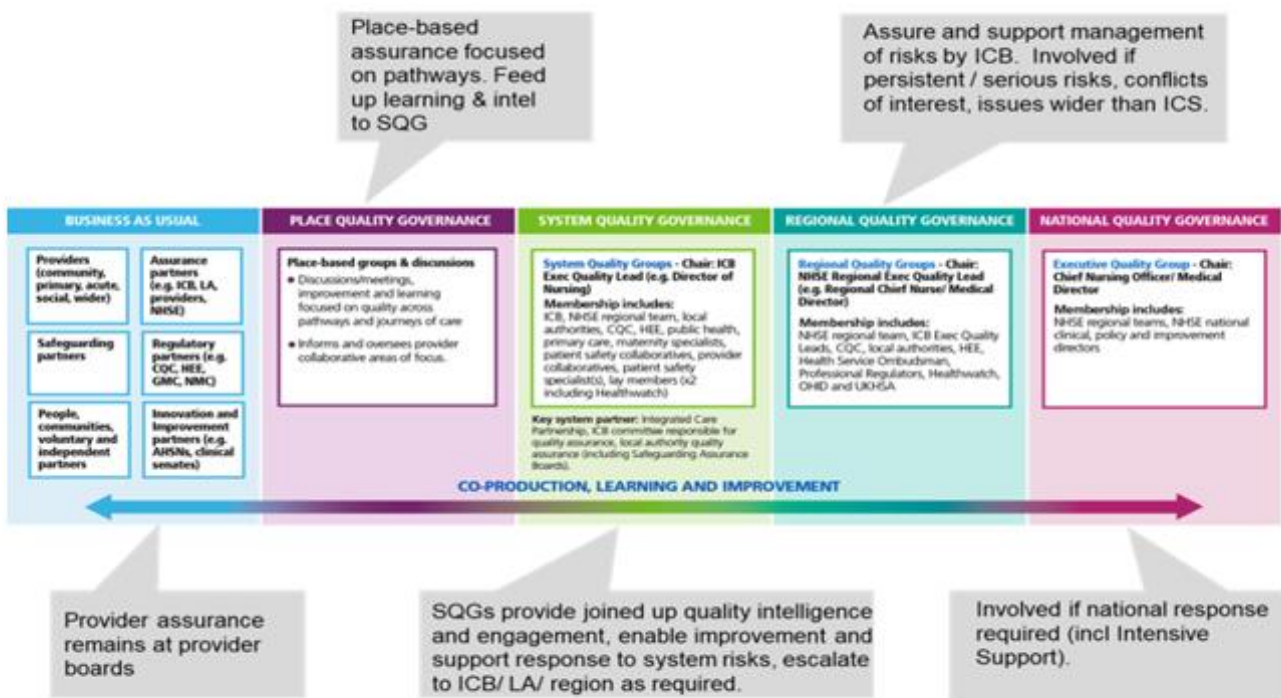 Place-based
assurance focused
on pathways. Feed
up learning & intel
to SQG
Assure and support management
of risks by ICB.  Involved if
persistent / serious risks, conflicts
of interest, issues wider than ICS.
BUSINESS AS USUAL
Providers
(community,
primary, acute,
social, wider)
Assurance
partners
(e.g. ICB, LA,
providers,
NHSE)
Safeguarding
partners
Regulatory
partners (e.g.
CQC, HEE,
GMC, NMC)
People,
communities,
voluntary and
independent
partners
Innovation and
Improvement
partners (e.g.
AHSNs, clinical
senates)
PLACE QUALITY GOVERNANCE
Place-based groups & discussions
• Discussions/meetings,
improvement and learning
focused on quality across
pathways and journeys of care
• Informs and oversees provider
collaborative areas of focus.
SYSTEM QUALITY GOVERNANCE
System Quality Groups - Chair: ICB
Exec Quality Lead (e.g. Director of
Nursing)
Membership includes:
ICB, NHSE regional team, local
authorities, CQC, HEE, public health,
primary care, maternity specialists,
patient safety collaboratives, provider
collaboratives, patient safety
specialist(s), lay members (x2
including Healthwatch)
Key system partner: Integrated Care
Partnership, ICB committee responsible for
quality assurance, local authority quality
assurance (including Safeguarding Assurance
Boards).
REGIONAL QUALITY GOVERNANCE
Regional Quality Groups - Chair:
NHSE Regional Exec Quality Lead
(e.g. Regional Chief Nurse/ Medical
Director)
Membership includes:
NHSE regional team, ICB Exec Quality
Leads, CQC, local authorities, HEE,
Health Service Ombudsman,
Professional Regulators, Healthwatch,
OHID and UKHSA
NATIONAL QUALITY GOVERNANCE
Executive Quality Group - Chair:
Chief Nursing Officer/ Medical
Director
Membership includes:
NHSE regional teams, NHSE national
clinical, policy and improvement
directors
CO-PRODUCTION, LEARNING AND IMPROVEMENT
Provider assurance
remains at provider
boards
SQGs provide joined up quality intelligence
and engagement, enable improvement and
support response to system risks, escalate
to ICB/ LA/ region as required.
Involved if national response
required (incl Intensive
Support).